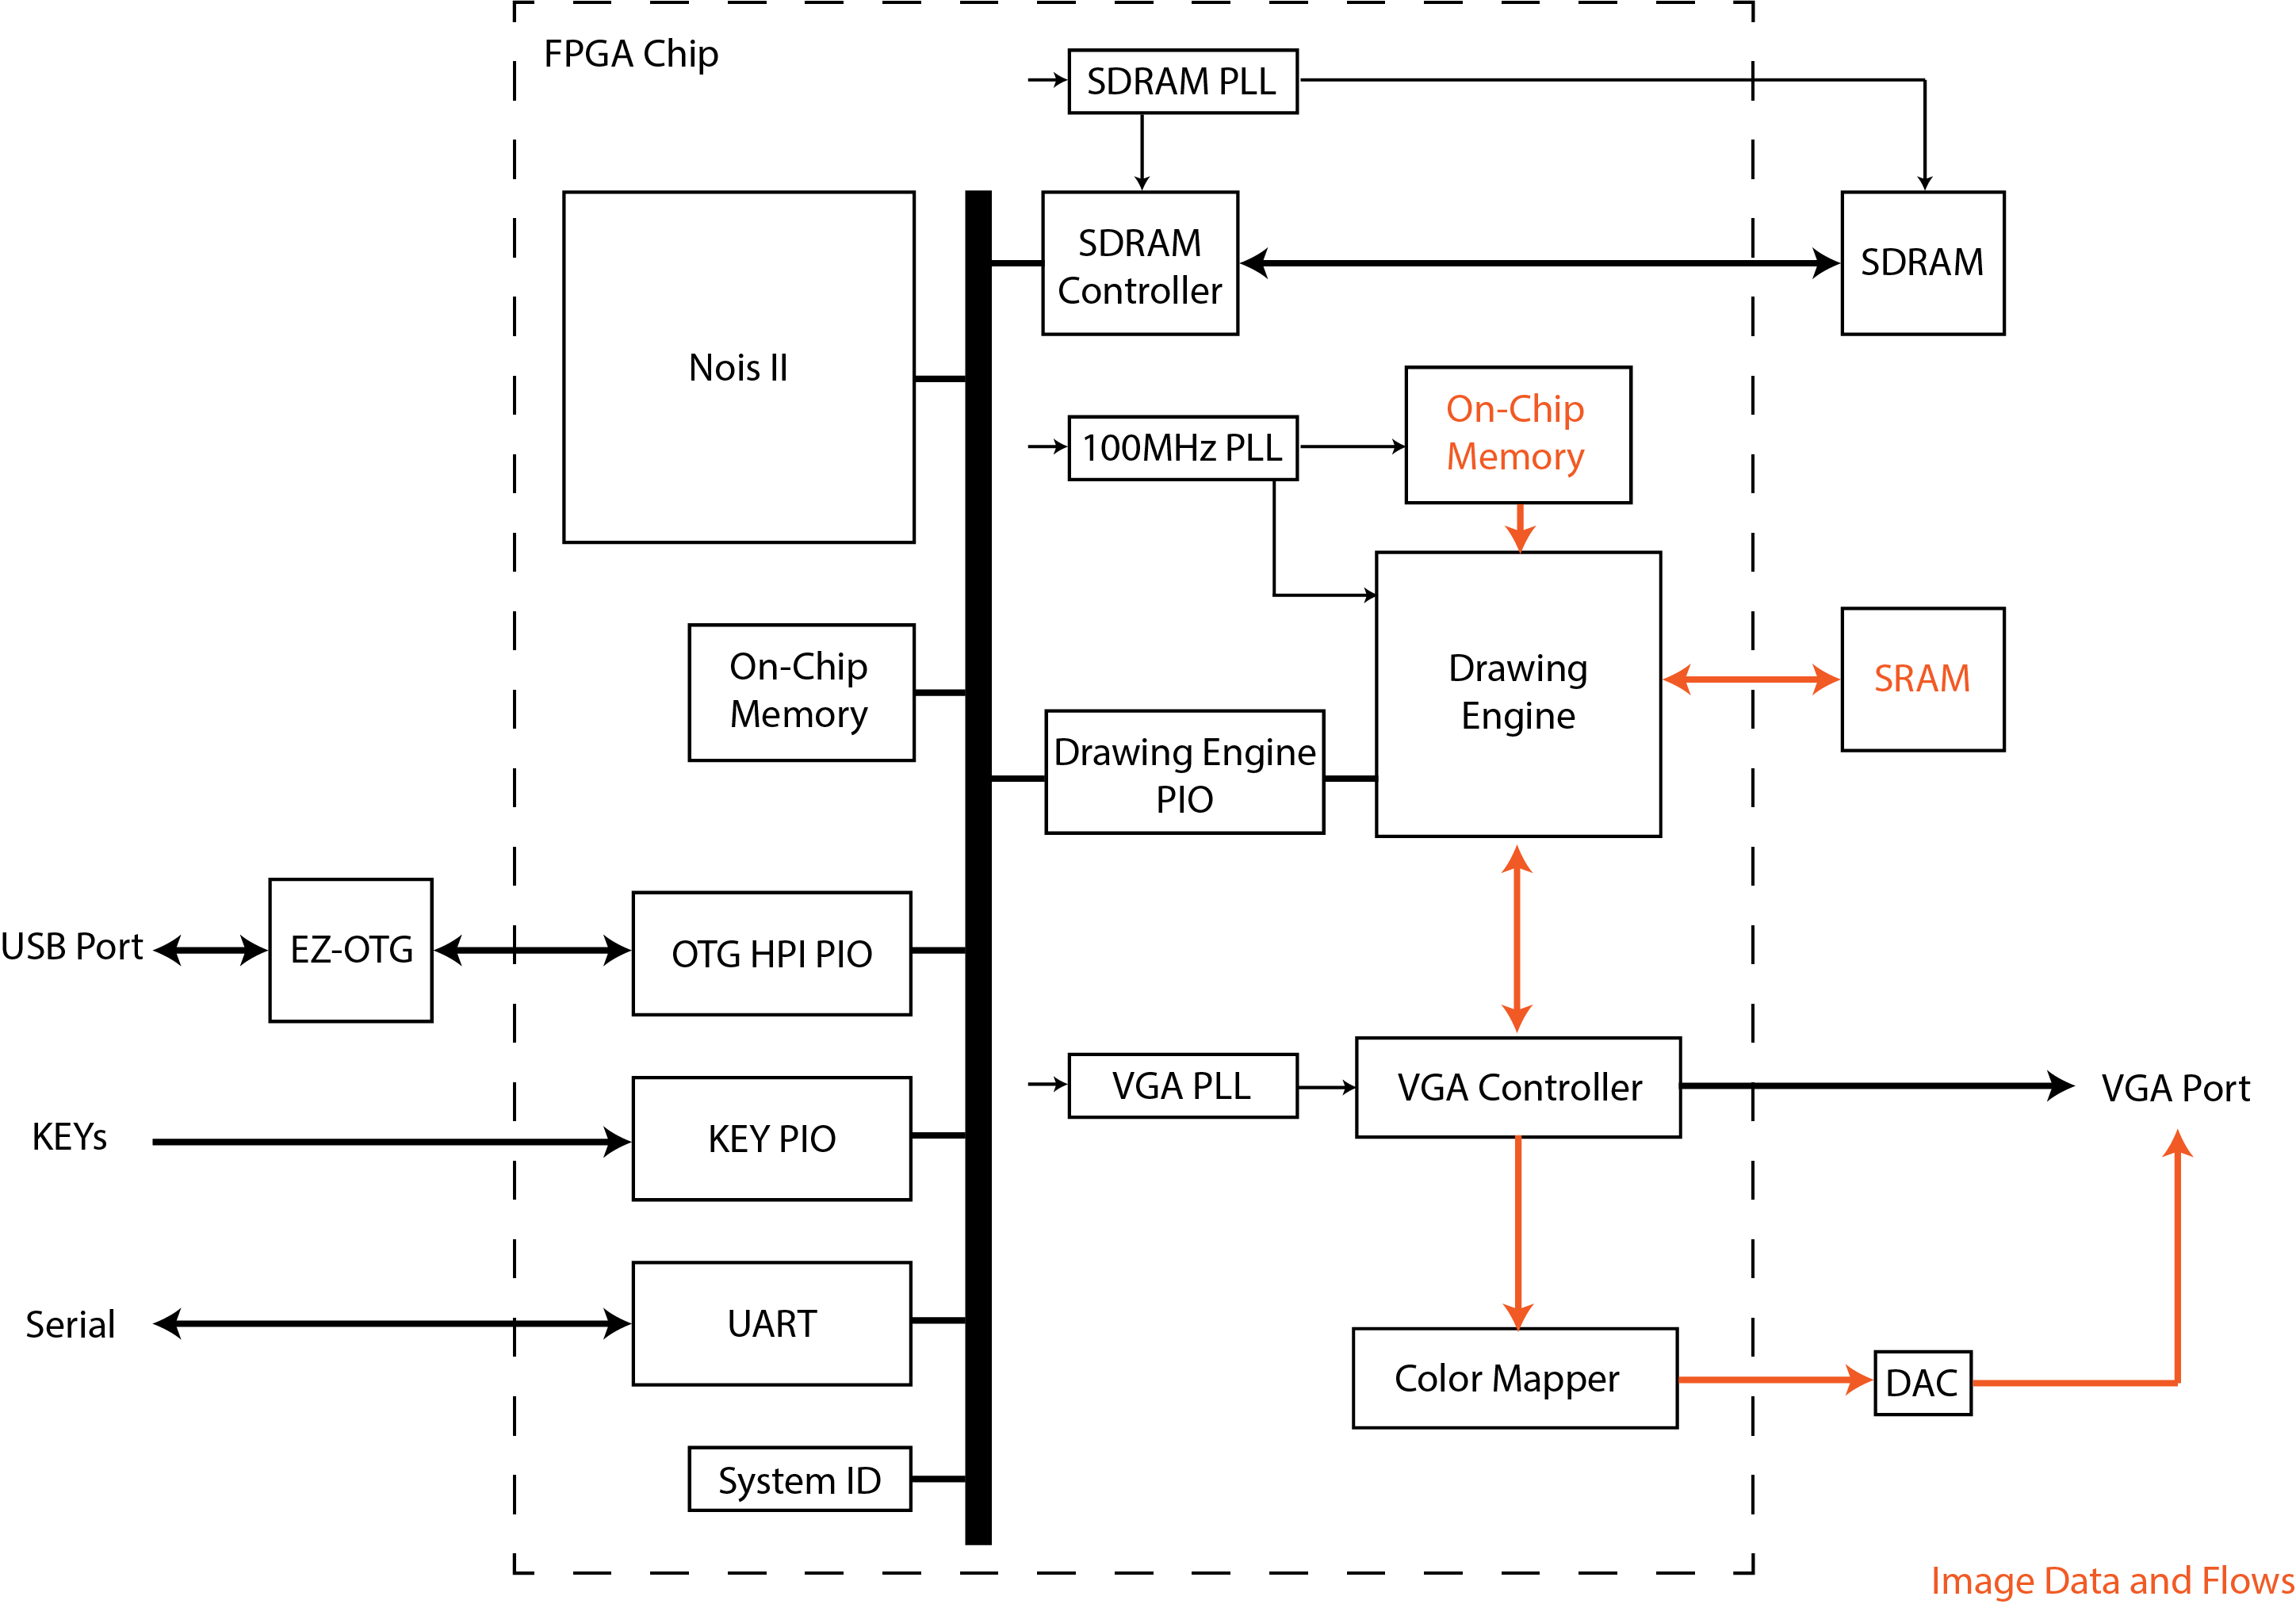 FPGA Chip
SDRAM PLL
SDRAM
Controller
SDRAM
Nois II
100MHz PLL
On-Chip
Memory
On-Chip
Memory
Drawing
Engine
SRAM
Drawing Engine
PIO
USB Port
EZ-OTG
OTG HPI PIO
KEYs
KEY PIO
VGA PLL
VGA Controller
VGA Port
Serial
UART
Color Mapper
DAC
System ID
Image Data and Flows